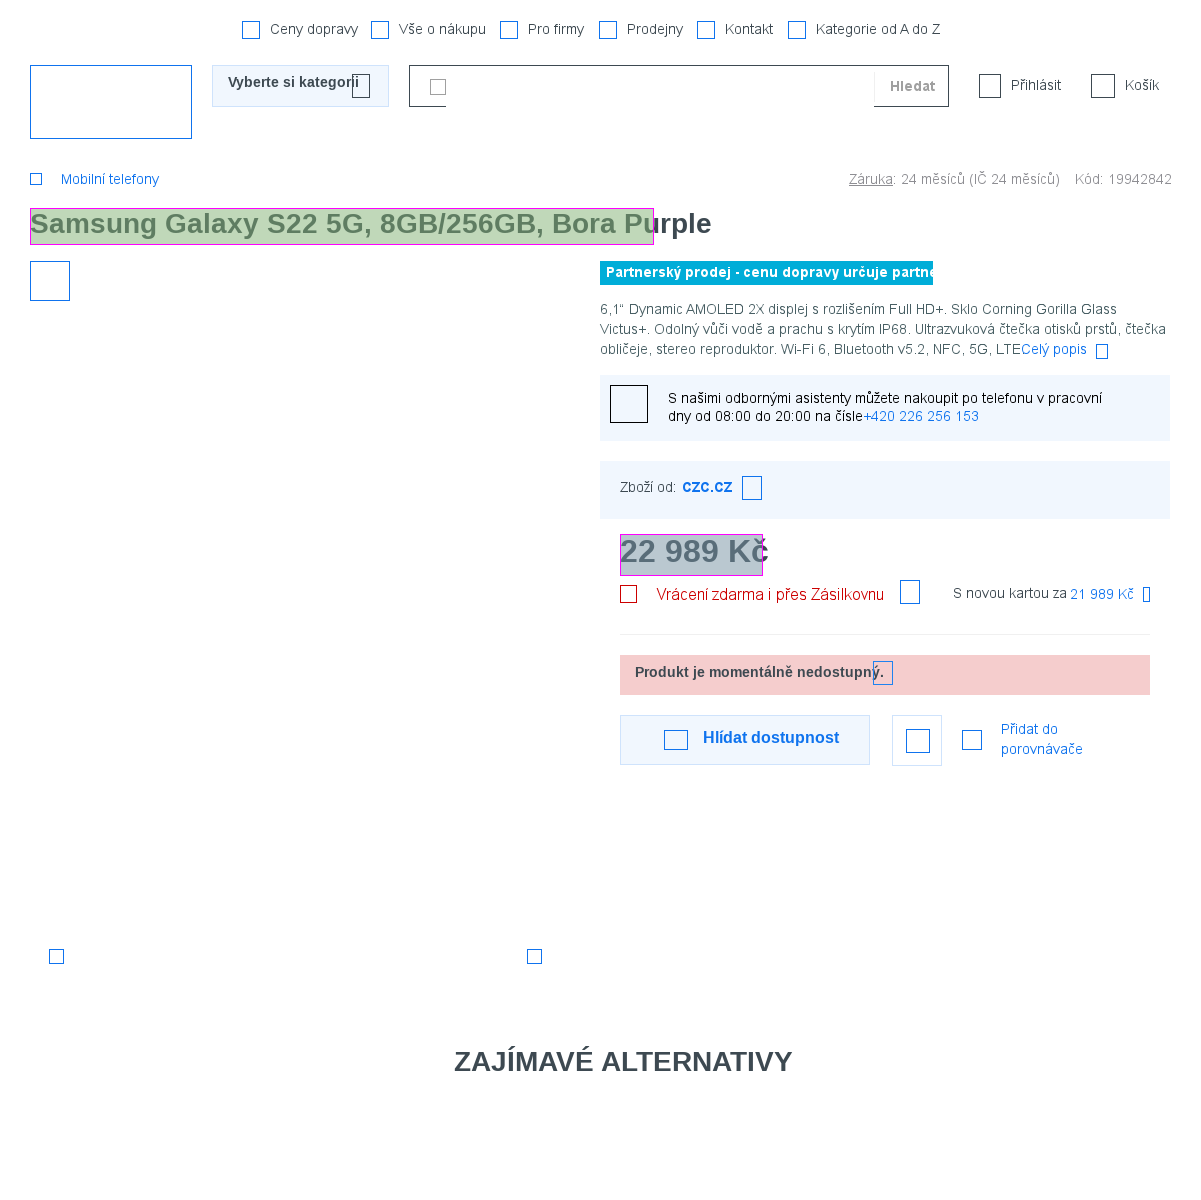 Ceny dopravy Vše o nákupu Pro firmy Prodejny Kontakt Kategorie od A do Z
Vyberte si kategorii Hledat Přihlásit Košík
Mobilní telefony Záruka: 24 měsíců (IČ 24 měsíců) Kód: 19942842
Samsung Galaxy S22 5G, 8GB/256GB, Bora Purple
Partnerský prodej - cenu dopravy určuje
6,1“ Dynamic AMOLED 2X displej s rozlišením Full HD+. Sklo Corning Gorilla Glass
Victus+. Odolný vůči vodě a prachu s krytím IP68. Ultrazvuková čtečka otisků prstů, čtečka
obličeje, stereo reproduktor. Wi-Fi 6, Bluetooth v5.2, NFC, 5G, LTECelý popis
S našimi odbornými asistenty můžete nakoupit po telefonu v pracovní
dny od 08:00 do 20:00 na čísle+420 226 256 153
Zboží od: czc.cz
22 989 Kč
Vrácení zdarma i přes Zásilkovnu S novou kartou za 21 989 Kč
Produkt je momentálně nedostupný.
Hlídat dostupnost
Přidat do
porovnávače
ZAJÍMAVÉ ALTERNATIVY